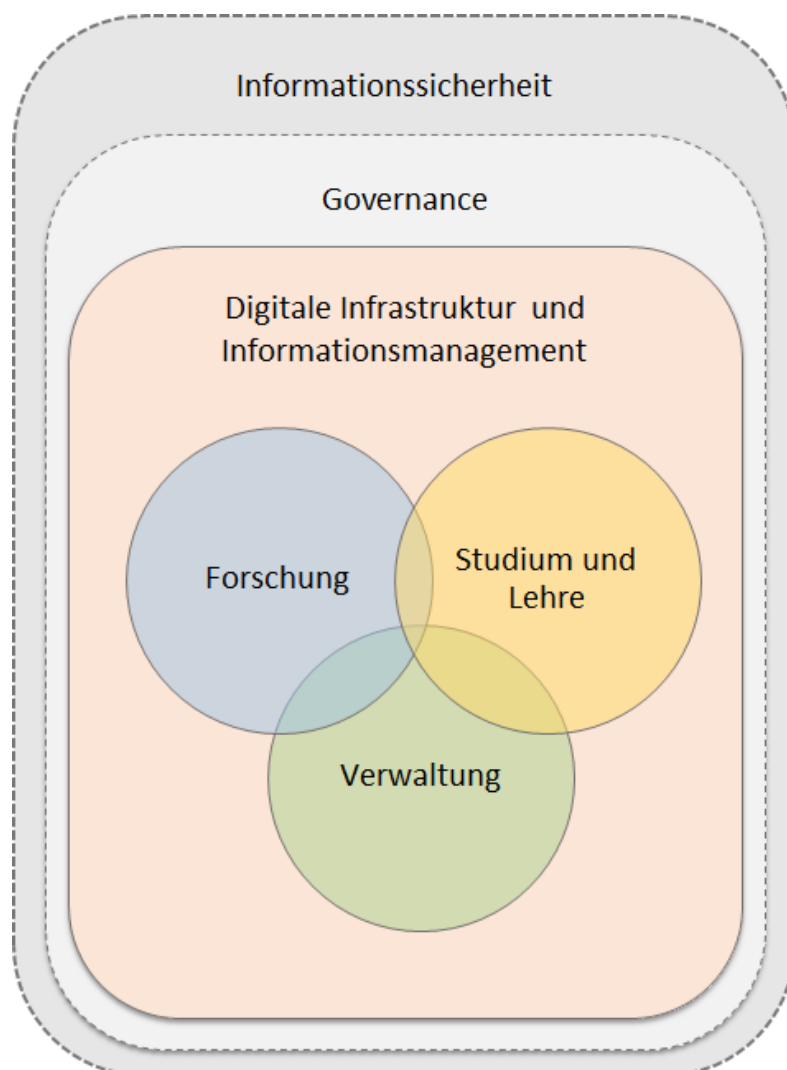 Informationssicherheit
Governance
Digitale Infrastruktur und
Informationsmanagement
Forschung
Studium und
Lehre
Verwaltung